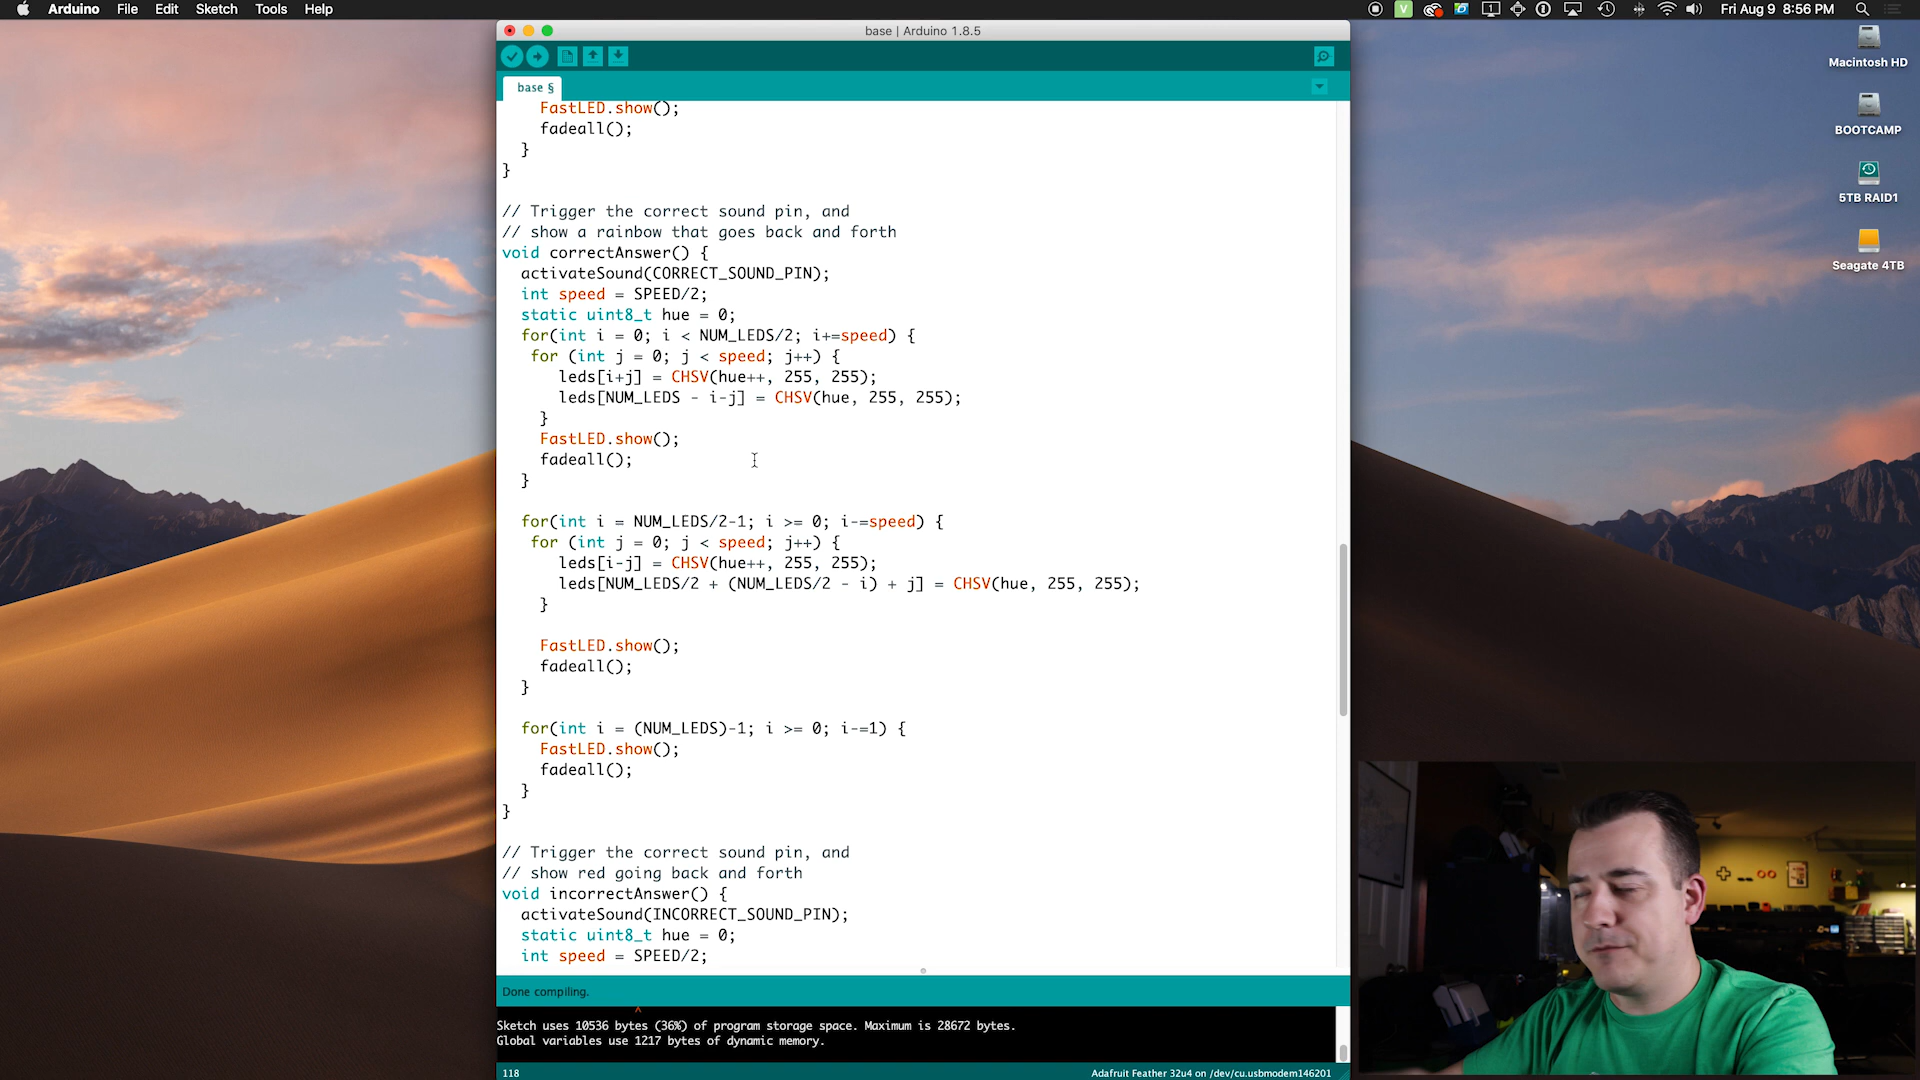 Arduino File Edit Sketch Tools Help
Fri Aug 9 8:56 PM
base | Arduino 1.8.5
base §
FastLED.show();
fadeall();
}
}
// Trigger the correct sound pin, and
// show a rainbow that goes back and forth
void correctAnswer() {
activateSound(CORRECT_SOUND_PIN);
int speed = SPEED/2;
static uint8_t hue = 0;
for(int i = 0; i < NUM_LEDS/2; i+=speed) {
for (int j = 0; j < speed; j++) {
leds[i+j] = CHSV(hue++, 255, 255);
leds[NUM_LEDS - i-j] = CHSV(hue, 255, 255);
}
FastLED.show();
fadeall();
}
for(int i = NUM_LEDS/2-1; i >= 0; i-=speed) {
for (int j = 0; j < speed; j++) {
leds[i-j] = CHSV(hue++, 255, 255);
leds[NUM_LEDS/2 + (NUM_LEDS/2 - i) + j] = CHSV(hue, 255, 255);
}
FastLED.show();
fadeall();
}
for(int i = (NUM_LEDS)-1; i >= 0; i-=1) {
FastLED.show();
fadeall();
}
}
// Trigger the correct sound pin, and
// show red going back and forth
void incorrectAnswer() {
activateSound(INCORRECT_SOUND_PIN);
static uint8_t hue = 0;
int speed = SPEED/2;
Done compiling.
^
Sketch uses 10536 bytes (36%) of program storage space. Maximum is 28672 bytes.
Global variables use 1217 bytes of dynamic memory.
118
Adafruit Feather 32u4 on /dev/cu.usbmodem146201
Macintosh HD
BOOTCAMP
5TB RAID1
Seagate 4TB